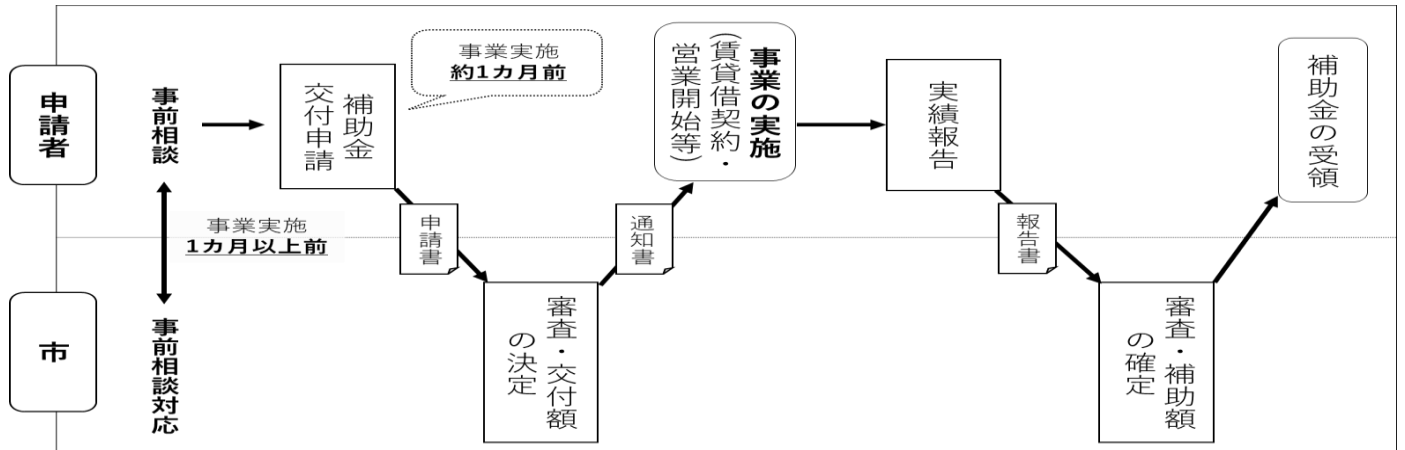 申請者
事前相談
事業実施
1カ月以上前
事前相談対応
市
補助金
交付申請
事業実施
約1カ月前
申請書
審査・交付額
の決定
通知書
事業の実施
(賃貸借契約・
営業開始等)
実績報告
報告書
審査・補助額
の確定
補助金の受領